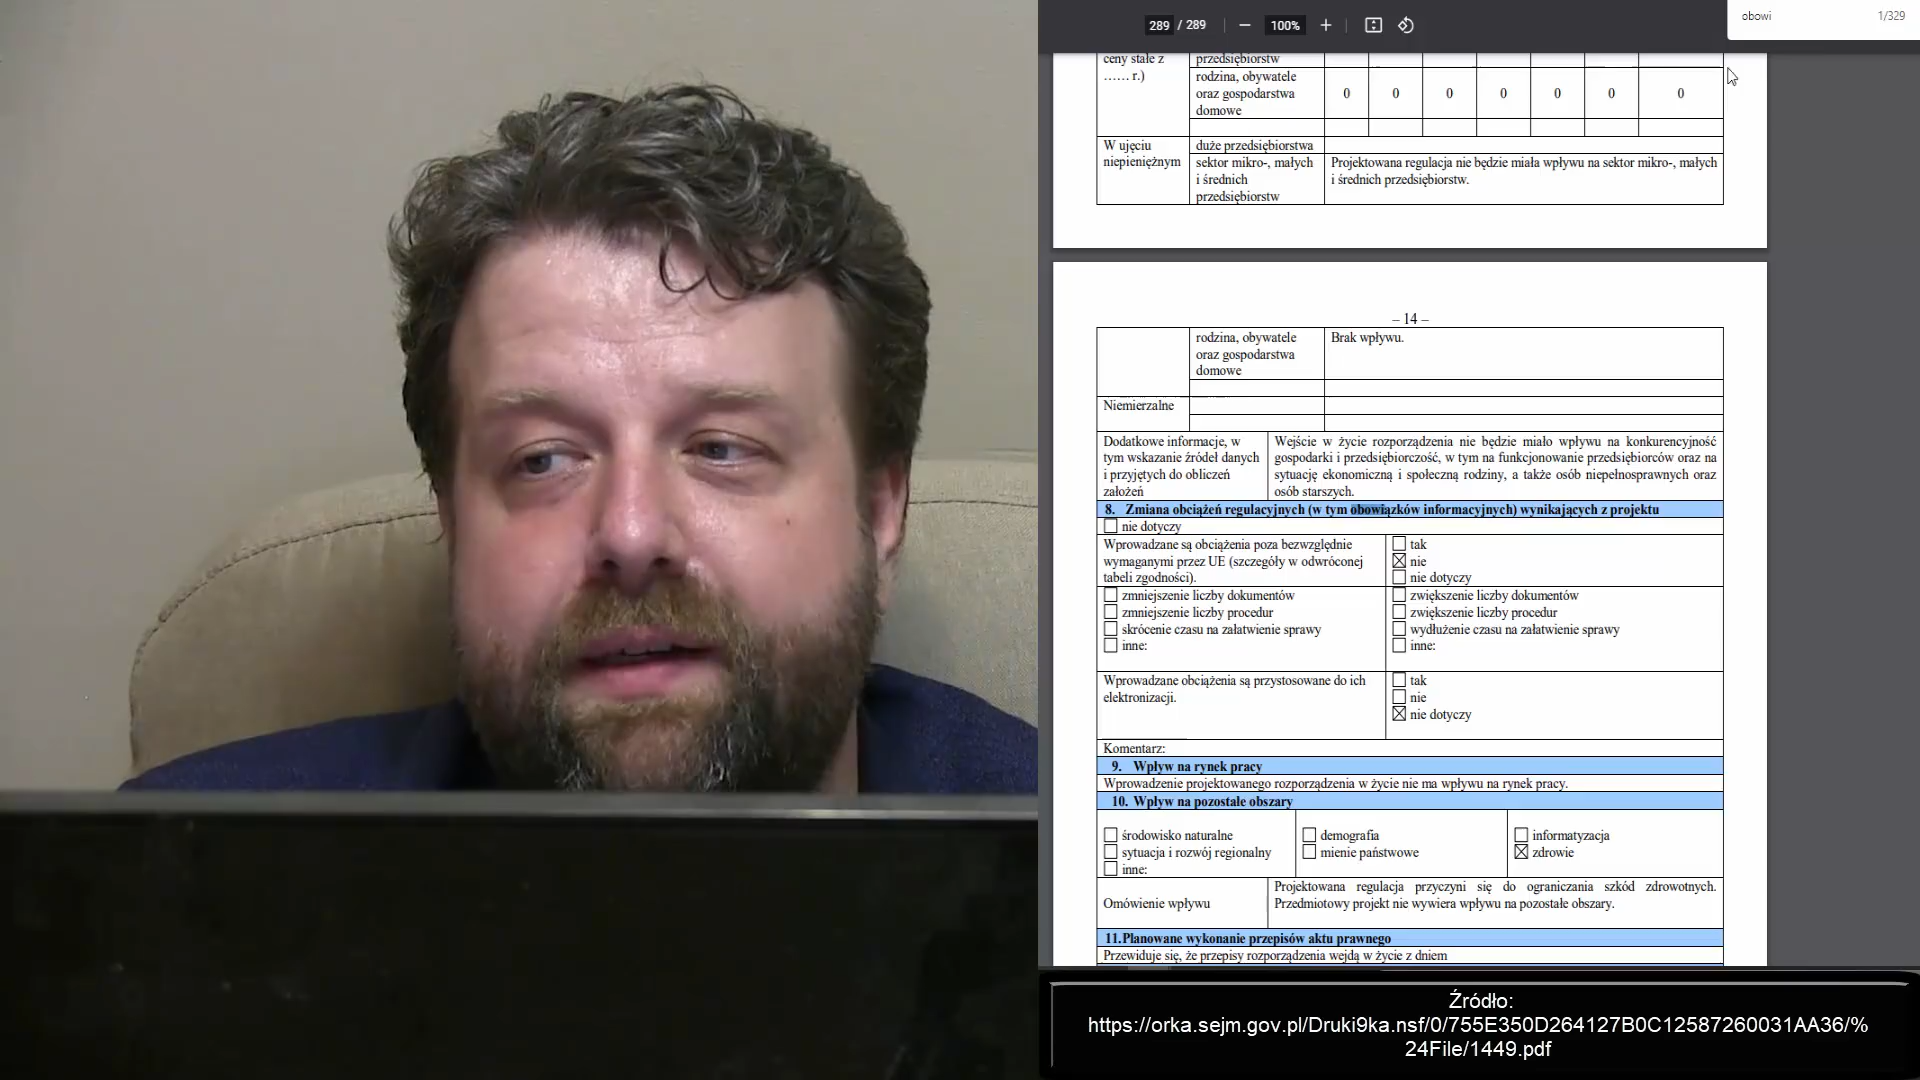 289 / 289
100%
obowi
1/329
ceny stałe z
...... r.)
przedsiębiorstw
rodzina, obywatele
oraz gospodarstwa
domowe
0 0 0 0 0 0 0
W ujęciu
niepieniężnym
duże przedsiębiorstwa
sektor mikro-, małych
i średnich
przedsiębiorstw
Projektowana regulacja nie będzie miała wpływu na sektor mikro-, małych
i średnich przedsiębiorstw.
– 14 –
rodzina, obywatele
oraz gospodarstwa
domowe
Brak wpływu.
Niemierzalne
Dodatkowe informacje, w
tym wskazanie źródeł danych
i przyjętych do obliczeń
założeń
Wejście w życie rozporządzenia nie będzie miało wpływu na konkurencyjność
gospodarki i przedsiębiorczość, w tym na funkcjonowanie przedsiębiorców oraz na
sytuację ekonomiczną i społeczną rodziny, a także osób niepełnosprawnych oraz
osób starszych.
8. Zmiana obciążeń regulacyjnych (w tym obowiązków informacyjnych) wynikających z projektu
nie dotyczy
Wprowadzane są obciążenia poza bezwzględnie
wymaganymi przez UE (szczegóły w odwróconej
tabeli zgodności).
tak
nie
nie dotyczy
zmniejszenie liczby dokumentów
zmniejszenie liczby procedur
skrócenie czasu na załatwienie sprawy
inne:
zwiększenie liczby dokumentów
zwiększenie liczby procedur
wydłużenie czasu na załatwienie sprawy
inne:
Wprowadzane obciążenia są przystosowane do ich
elektronizacji.
tak
nie
nie dotyczy
Komentarz:
9. Wpływ na rynek pracy
Wprowadzenie projektowanego rozporządzenia w życie nie ma wpływu na rynek pracy.
10. Wpływ na pozostałe obszary
środowisko naturalne
sytuacja i rozwój regionalny
inne:
demografia
mienie państwowe
informatyzacja
zdrowie
Omówienie wpływu
Projektowana regulacja przyczyni się do ograniczania szkód zdrowotnych.
Przedmiotowy projekt nie wywiera wpływu na pozostałe obszary.
11.Planowane wykonanie przepisów aktu prawnego
Przewiduje się, że przepisy rozporządzenia wejdą w życie z dniem
Źródło:
https://orka.sejm.gov.pl/Druki9ka.nsf/0/755E350D264127B0C12587260031AA36/%
24File/1449.pdf